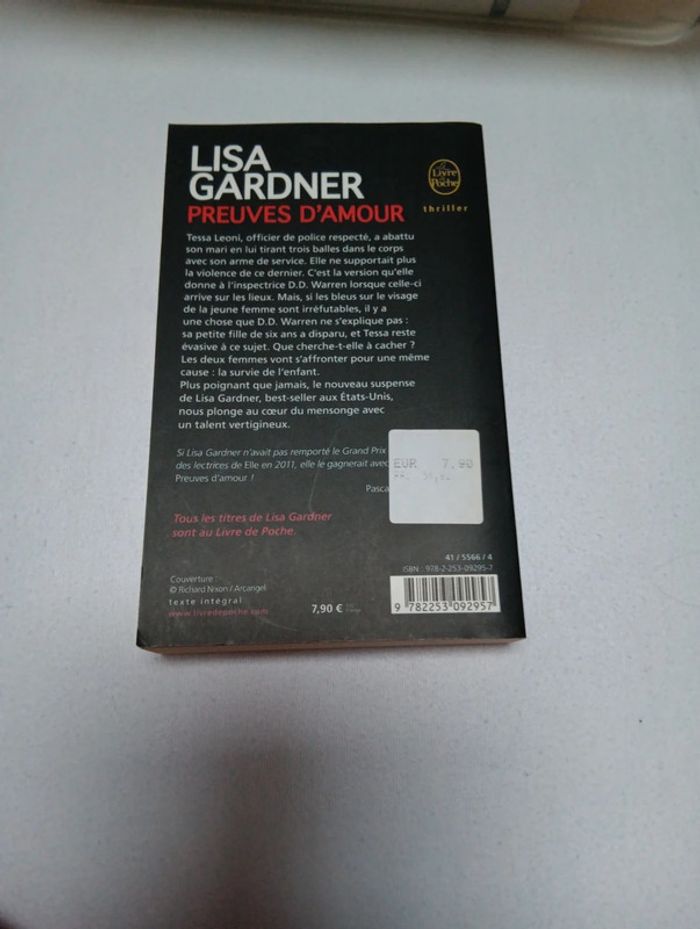 LISA
GARDNER
PREUVES D'AMOUR
Le
Livre
de
Poche
thriller
Tessa Leoni, officier de police respecté, a abattu
son mari en lui tirant trois balles dans le corps
avec son arme de service. Elle ne supportait plus
la violence de ce dernier. C'est la version qu'elle
donne à l'inspectrice D.D. Warren lorsque celle-ci
arrive sur les lieux. Mais, si les bleus sur le visage
de la jeune femme sont irréfutables, il y a
une chose que D.D. Warren ne s'explique pas :
sa petite fille de six ans a disparu, et Tessa reste
évasive à ce sujet. Que cherche-t-elle à cacher ?
Les deux femmes vont s'affronter pour une même
cause : la survie de l'enfant.
Plus poignant que jamais, le nouveau suspense
de Lisa Gardner, best-seller aux États-Unis,
nous plonge au cœur du mensonge avec
un talent vertigineux.
Si Lisa Gardner n'avait pas remporté le Grand Prix
des lectrices de Elle en 2011, elle le gagnerait avec
Preuves d'amour !
Pasca
EUR 7.90
Tous les titres de Lisa Gardner
sont au Livre de Poche.
41 / 5566 / 4
ISBN : 978-2-253-09295-7
Couverture :
© Richard Nixon / Arcangel
texte intégral
www.livredepoche.com
7,90 €
9 782253 092957